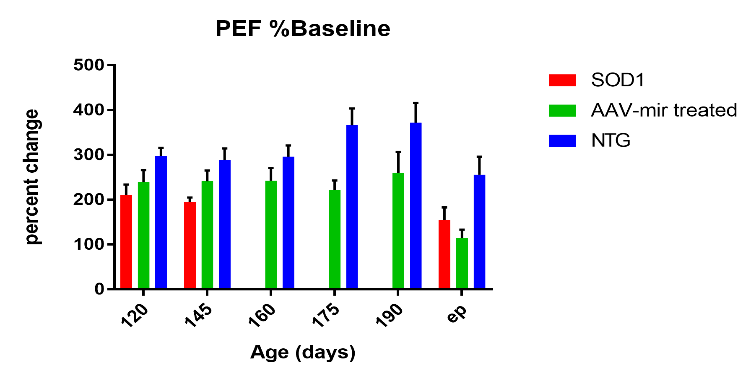 PEF %Baseline
500
400
300
200
100
0
percent change
120
145
160
175
190
ep
Age (days)
SOD1
AAV-mir treated
NTG